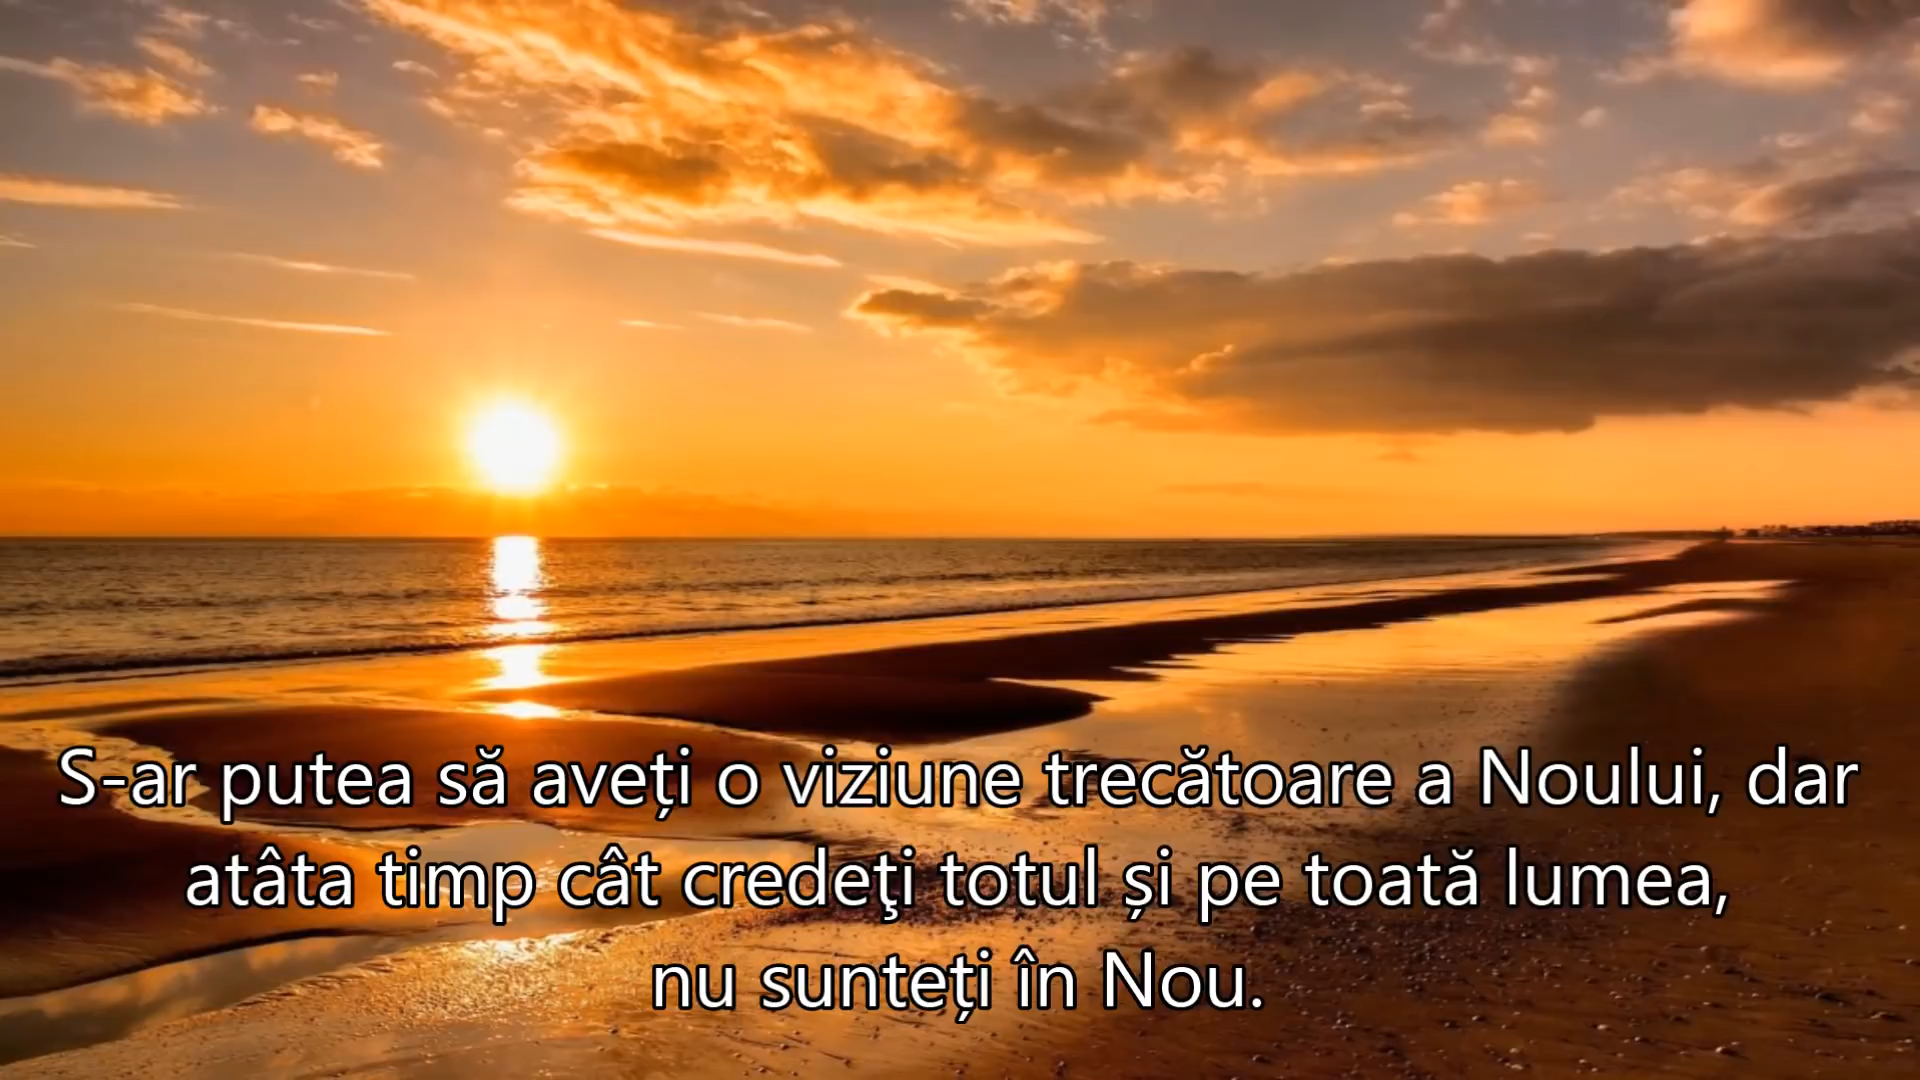 S-ar putea să aveți o viziune trecătoare a Noului, dar
atâta timp cât credeţi totul și pe toată lumea,
nu sunteți în Nou.